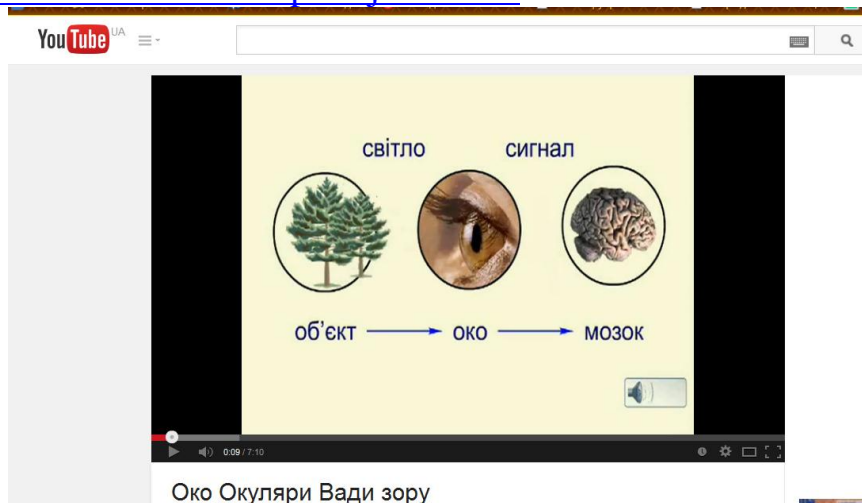 YouTube UA
світло сигнал
об'єкт око мозок
0:09 / 7:10
Око Окуляри Вади зору